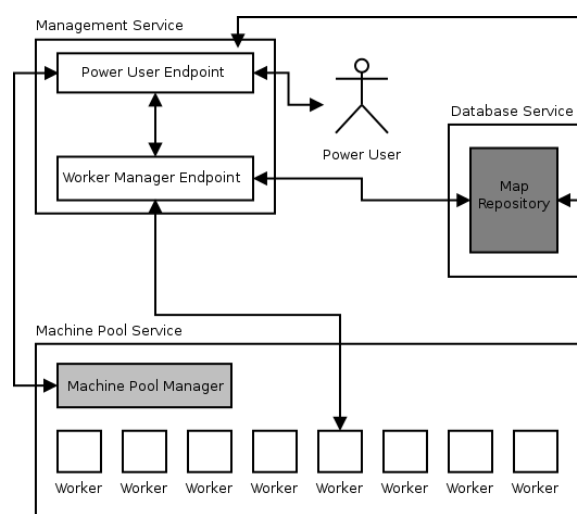 Management Service
Power User Endpoint
Power User
Database Service
Worker Manager Endpoint
Map
Repository
Machine Pool Service
Machine Pool Manager
Worker Worker Worker Worker Worker Worker Worker Worker